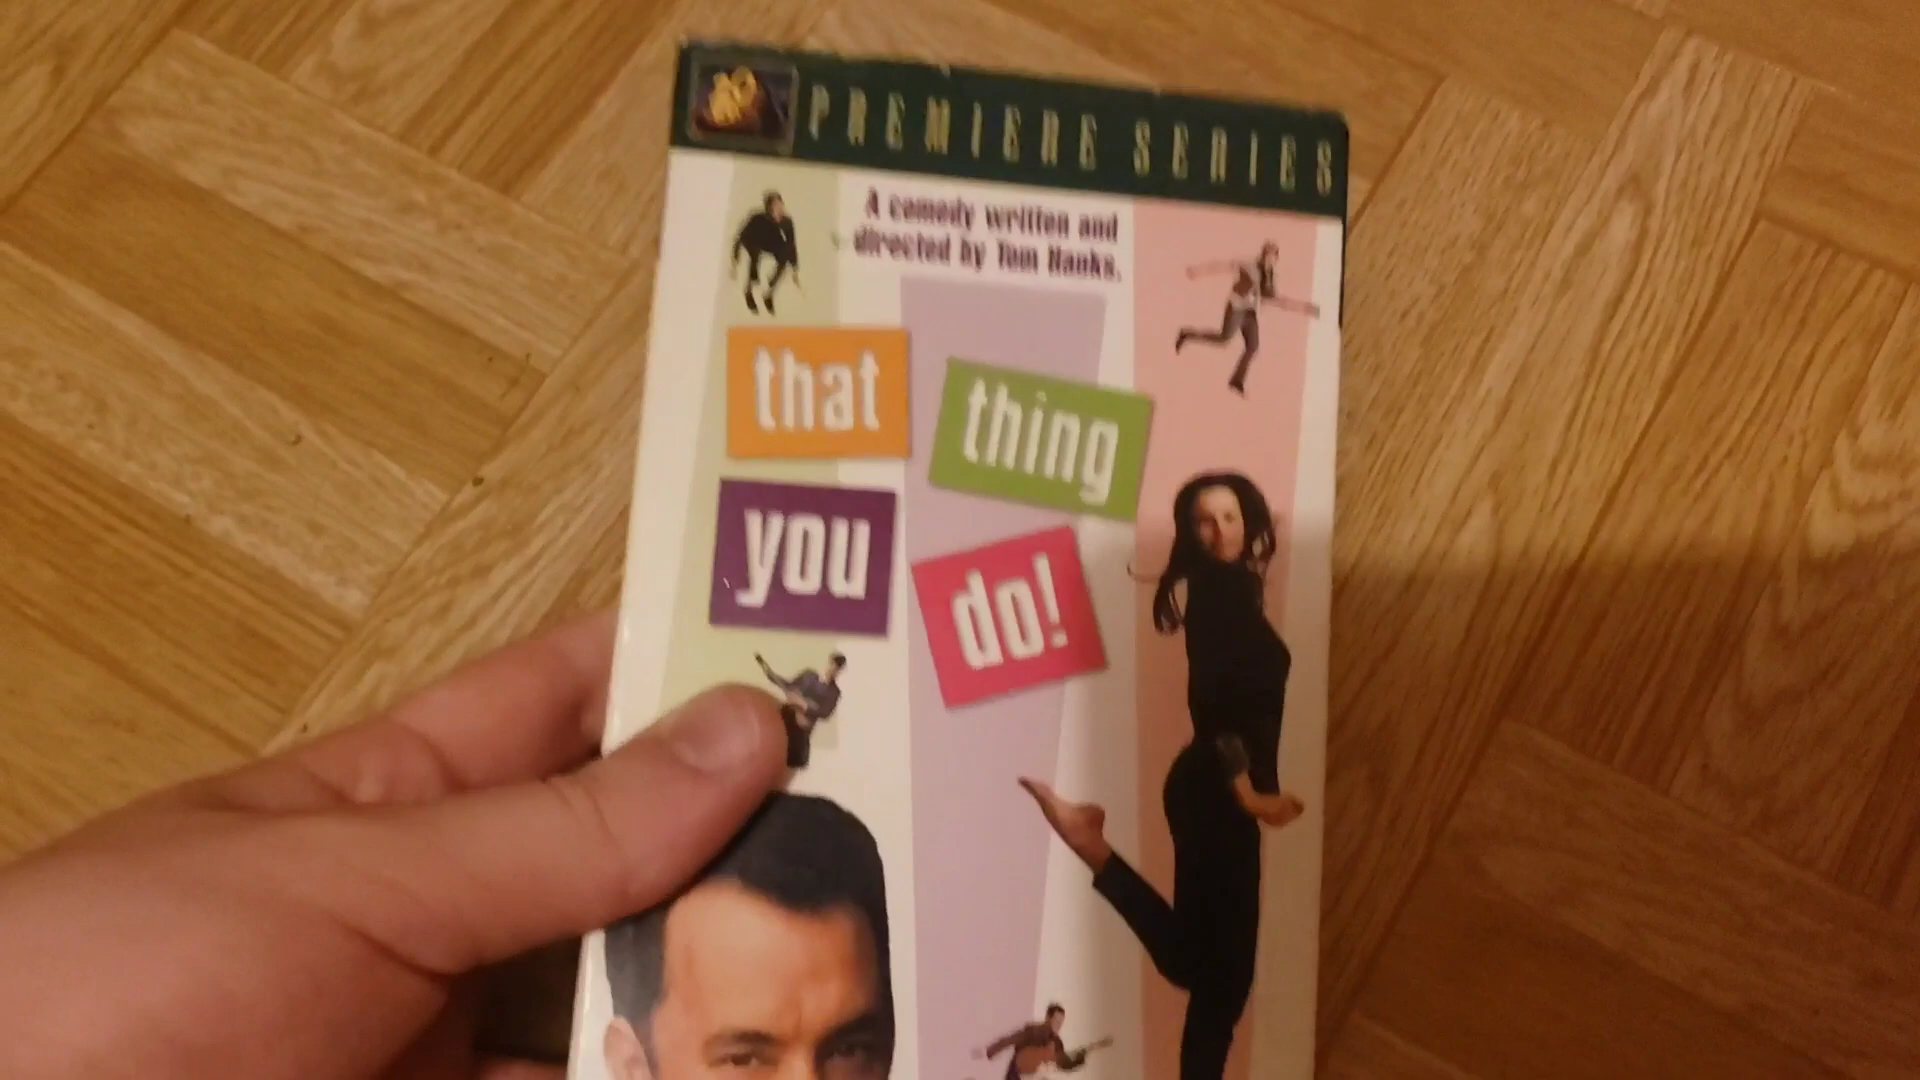 PREMIERE SERIES
A comedy written and
directed by Tom Hanks.
that
thing
you
do!